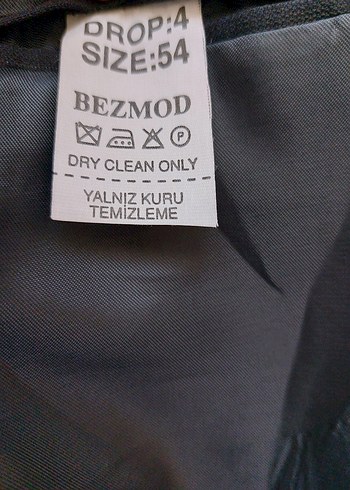 DROP:4
SIZE:54
BEZMOD
P
DRY CLEAN ONLY
YALNIZ KURU
TEMİZLEME